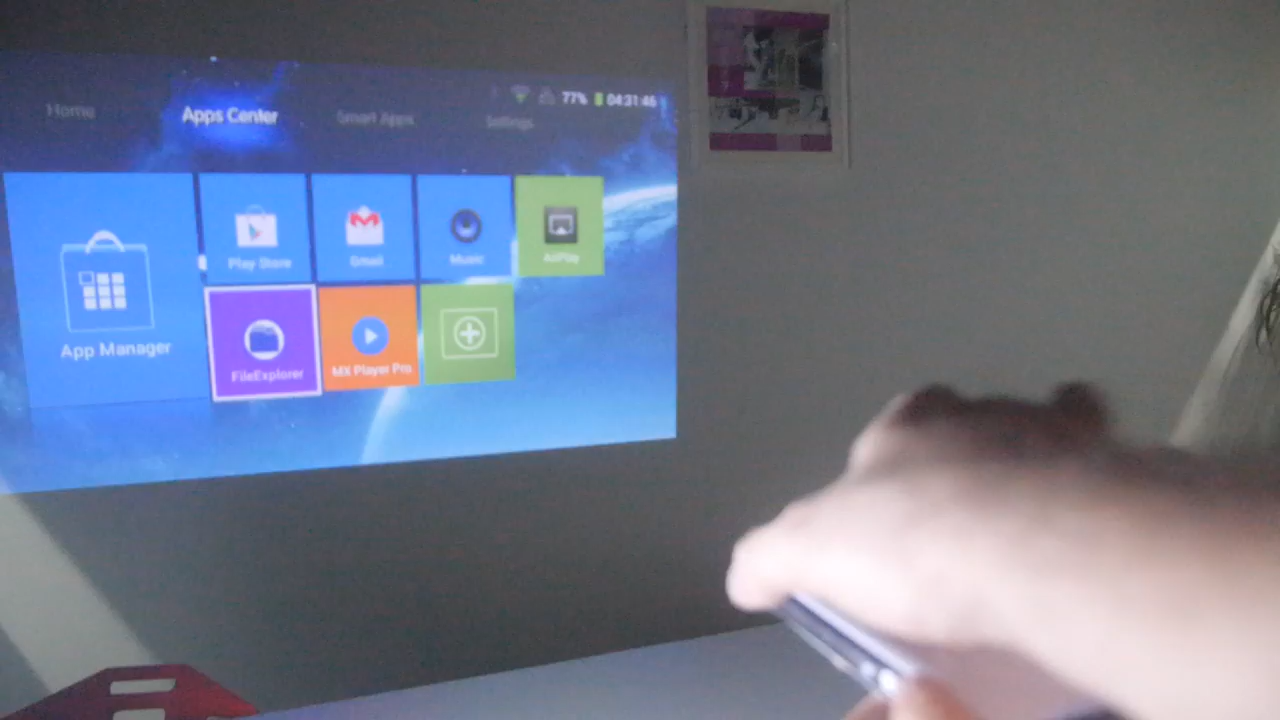 77% 04:31:46
Home Apps Center Smart Apps Settings
Play Store Gmail Music AirPlay
App Manager
FileExplorer MX Player Pro